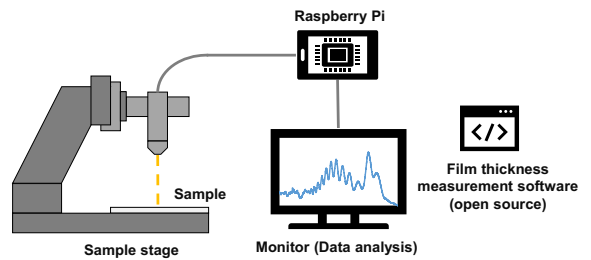 Raspberry Pi
</>
Sample
Film thickness
measurement software
(open source)
Sample stage
Monitor (Data analysis)